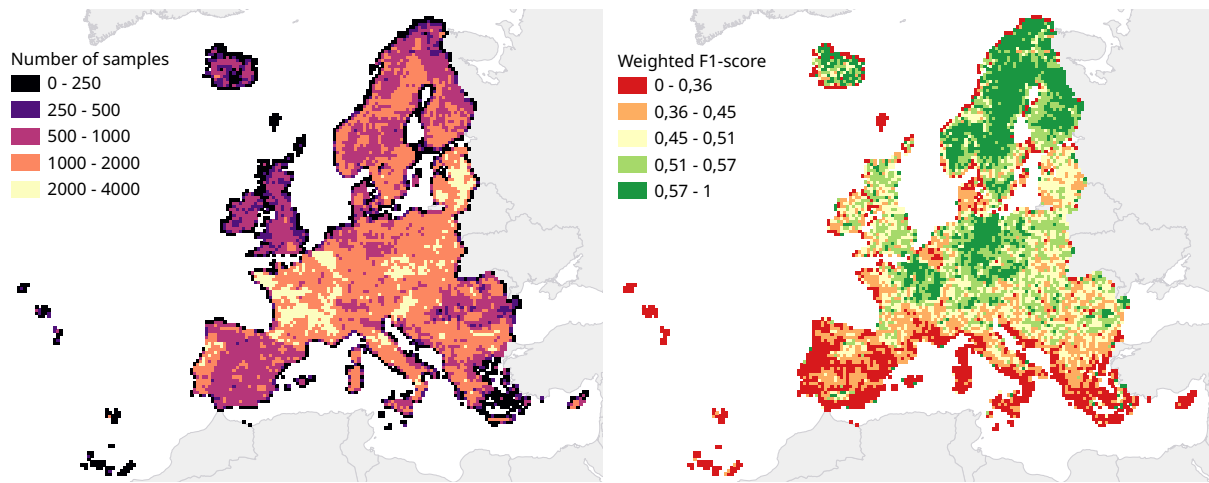 Number of samples
0 - 250
250 - 500
500 - 1000
1000 - 2000
2000 - 4000
Weighted F1-score
0 - 0,36
0,36 - 0,45
0,45 - 0,51
0,51 - 0,57
0,57 - 1